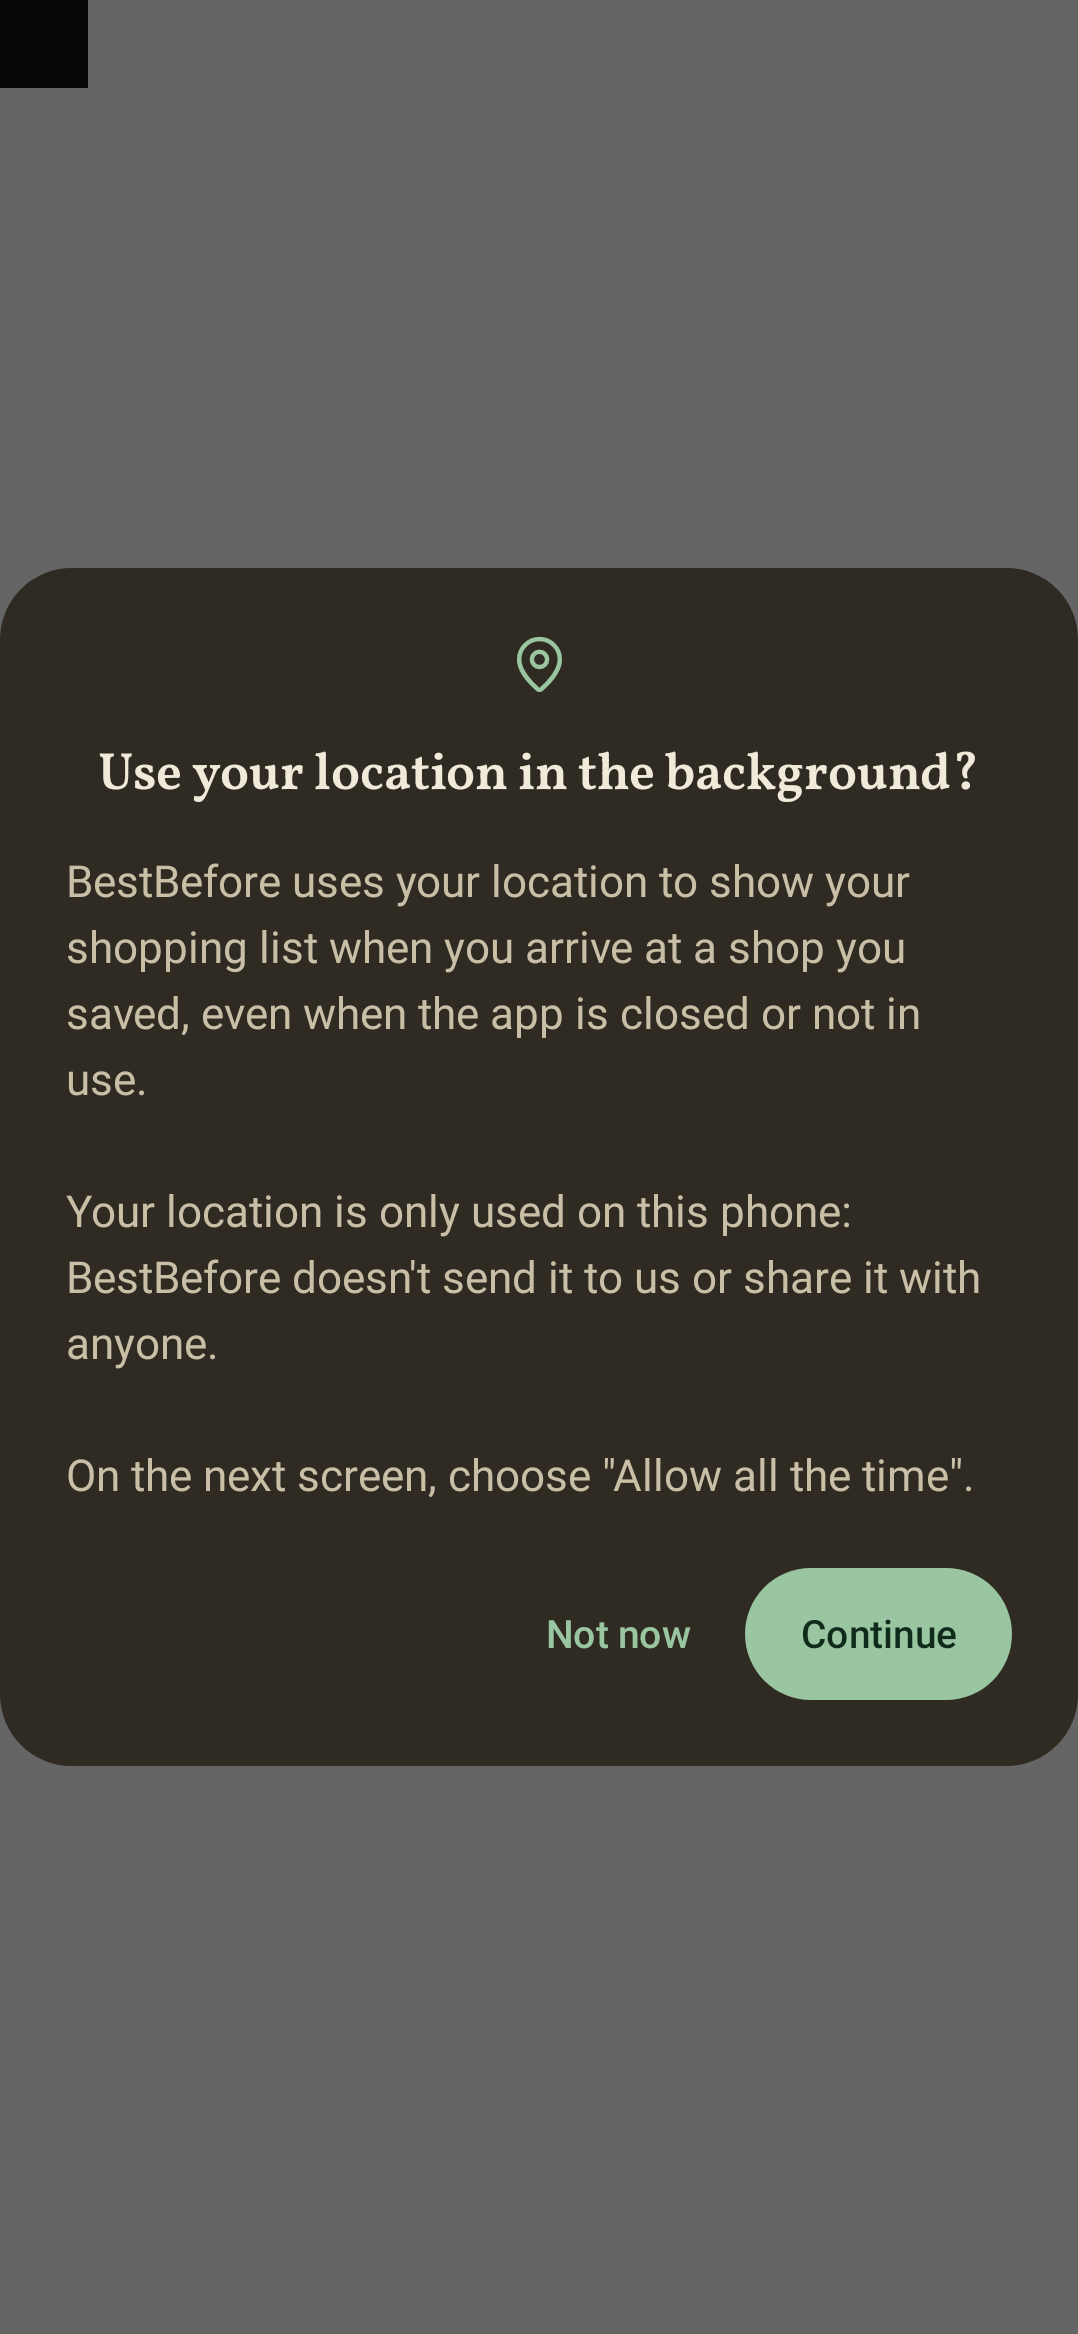 Use your location in the background?
BestBefore uses your location to show your
shopping list when you arrive at a shop you
saved, even when the app is closed or not in
use.
Your location is only used on this phone:
BestBefore doesn't send it to us or share it with
anyone.
On the next screen, choose "Allow all the time".
Not now
Continue